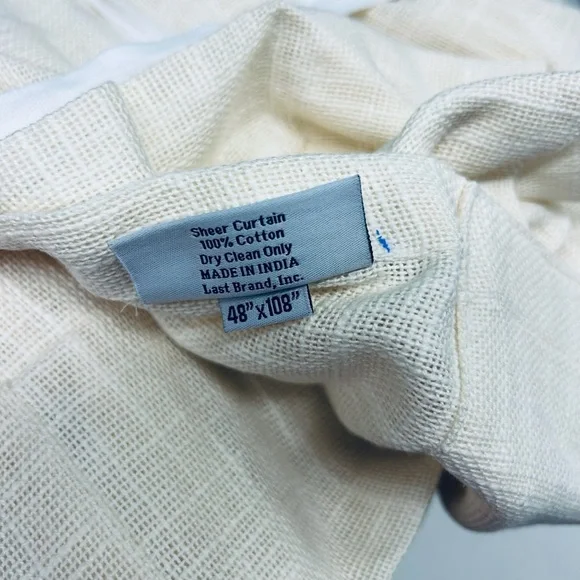 Sheer Curtain
100% Cotton
Dry Clean Only
MADE IN INDIA
Last Brand, Inc.
48"x108"